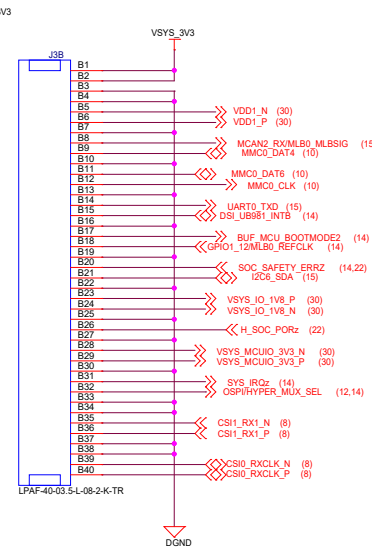 3V3
VSYS_3V3
J3B
B1
B2
B3
B4
B5 VDD1_N (30)
B6 VDD1_P (30)
B7
B8 MCAN2_RX/MLB0_MLBSIG (15
B9 MMC0_DAT4 (10)
B10
B11 MMC0_DAT6 (10)
B12 MMC0_CLK (10)
B13
B14 UART0_TXD (15)
B15 DSI_UB981_INTB (14)
B16
B17 BUF_MCU_BOOTMODE2 (14)
B18 GPIO1_12/MLB0_REFCLK (14)
B19
B20 SOC_SAFETY_ERRZ (14,22)
B21 I2C6_SDA (15)
B22
B23 VSYS_IO_1V8_P (30)
B24 VSYS_IO_1V8_N (30)
B25
B26 H_SOC_PORz (22)
B27
B28 VSYS_MCUIO_3V3_N (30)
B29 VSYS_MCUIO_3V3_P (30)
B30
B31 SYS_IRQz (14)
B32 OSPI/HYPER_MUX_SEL (12,14)
B33
B34
B35 CSI1_RX1_N (8)
B36 CSI1_RX1_P (8)
B37
B38
B39 CSI0_RXCLK_N (8)
B40 CSI0_RXCLK_P (8)
LPAF-40-03.5-L-08-2-K-TR
DGND